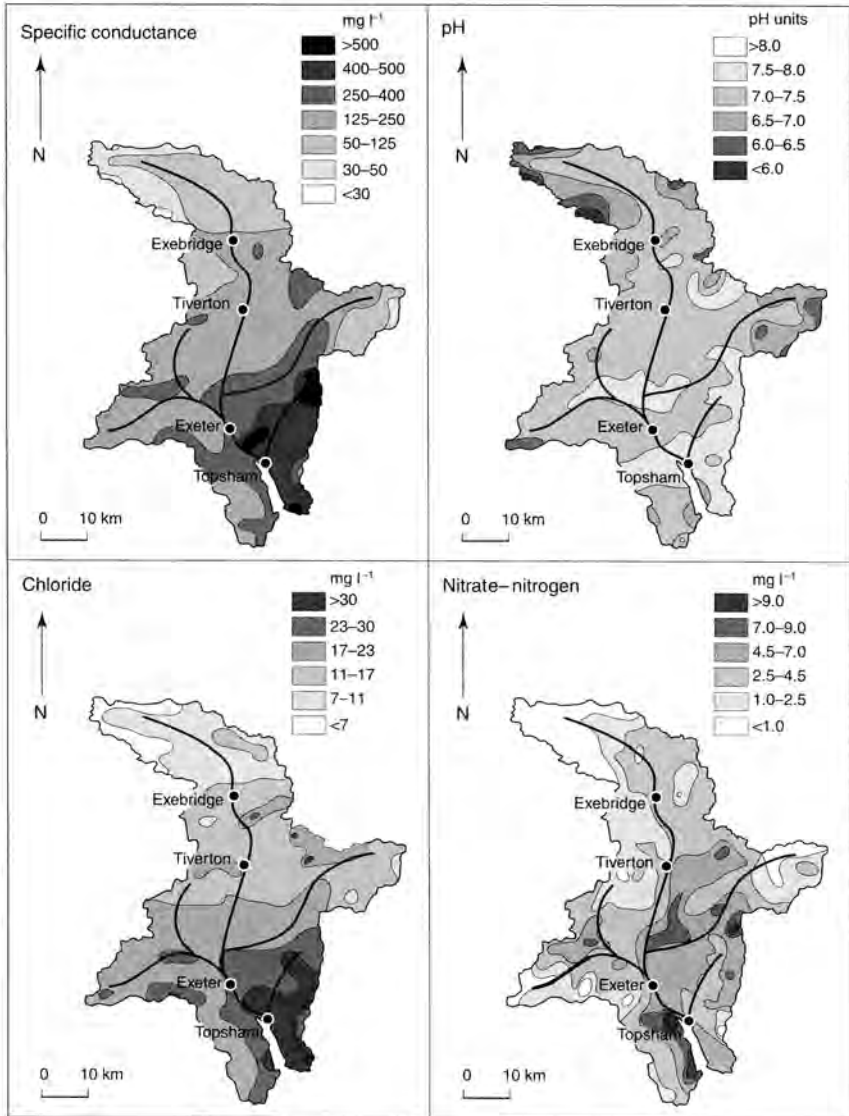 Specific conductance
mg l⁻¹
>500
400–500
250–400
125–250
50–125
30–50
<30
N
Exebridge
Tiverton
Exeter
Topsham
0 10 km
pH
pH units
>8.0
7.5–8.0
7.0–7.5
6.5–7.0
6.0–6.5
<6.0
N
Exebridge
Tiverton
Exeter
Topsham
0 10 km
Chloride
mg l⁻¹
>30
23–30
17–23
11–17
7–11
<7
N
Exebridge
Tiverton
Exeter
Topsham
0 10 km
Nitrate–nitrogen
mg l⁻¹
>9.0
7.0–9.0
4.5–7.0
2.5–4.5
1.0–2.5
<1.0
N
Exebridge
Tiverton
Exeter
Topsham
0 10 km